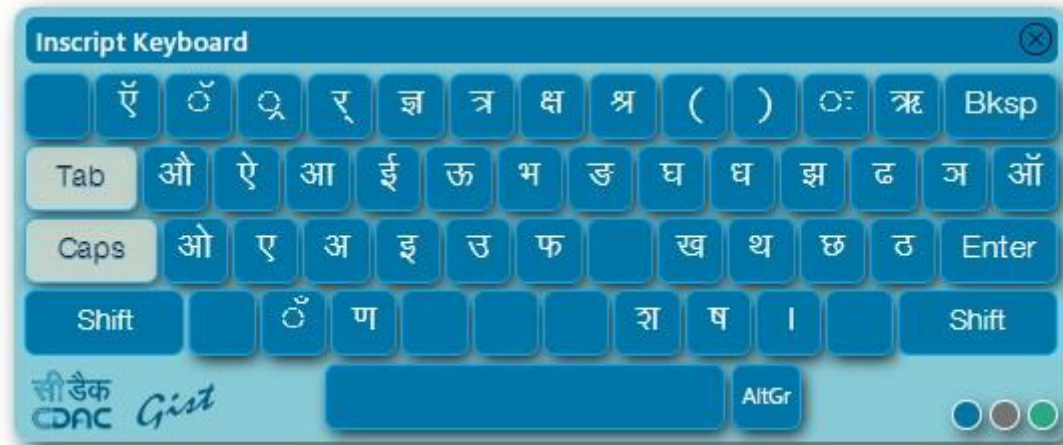 Inscript Keyboard
ऍ ॅ ्र र् ज्ञ त्र क्ष श्र ( ) ः ऋ Bksp
Tab औ ऐ आ ई ऊ भ ङ घ ध झ ढ ञ ऑ
Caps ओ ए अ इ उ फ ख थ छ ठ Enter
Shift ँ ण श ष । Shift
सी डैक
CDAC Gist AltGr